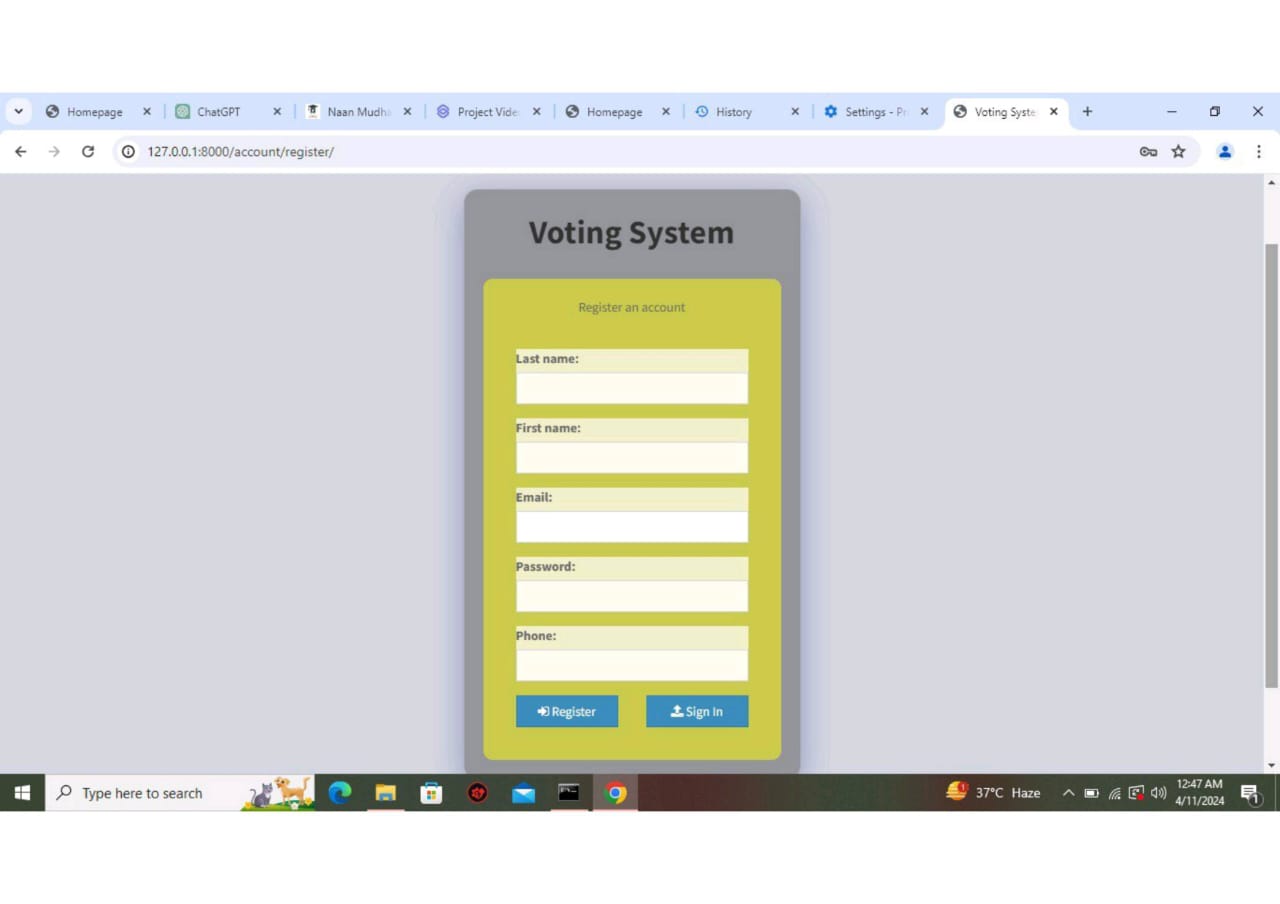 Homepage ChatGPT Naan Mudha Project Video Homepage History Settings - Pr Voting Syste
127.0.0.1:8000/account/register/
Voting System
Register an account
Last name:
First name:
Email:
Password:
Phone:
Register Sign In
Type here to search 37°C Haze 12:47 AM
4/11/2024
1